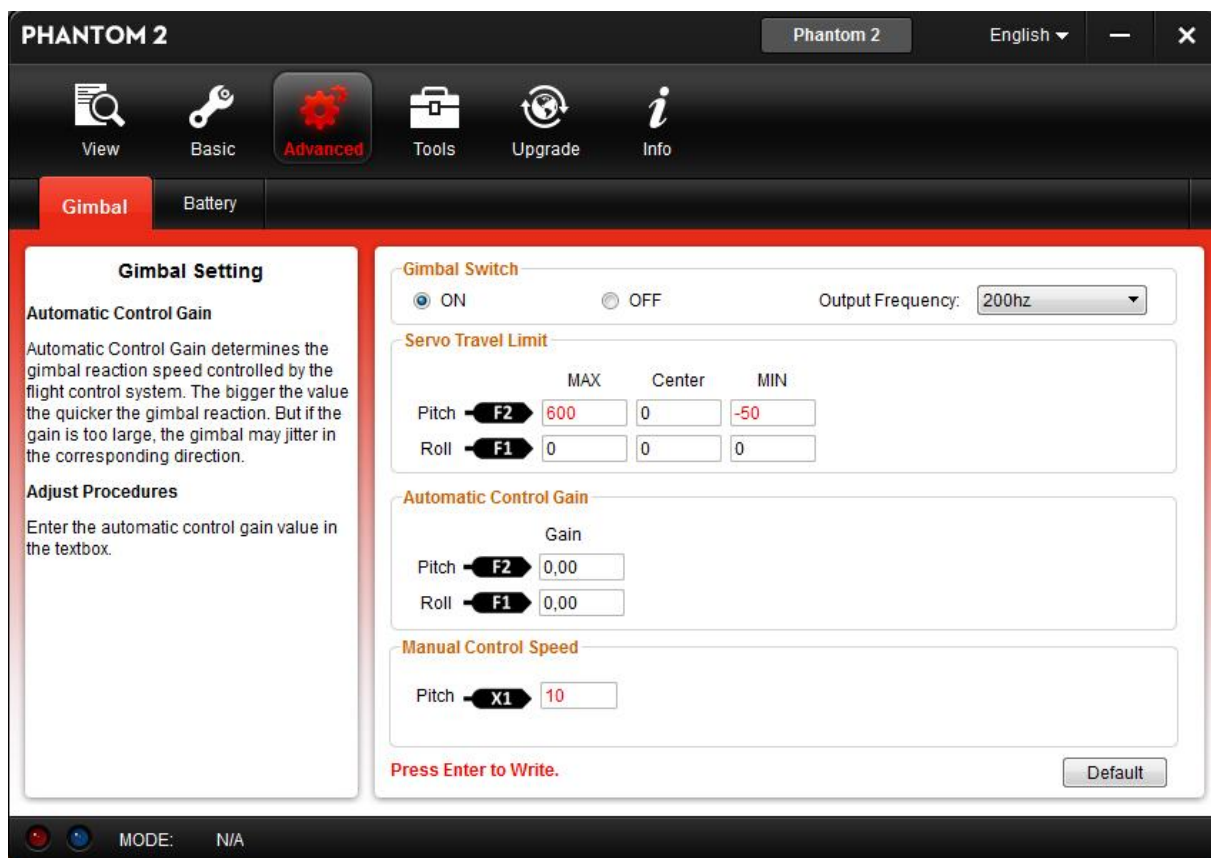 PHANTOM 2
Phantom 2
English
View
Basic
Advanced
Tools
Upgrade
Info
Gimbal
Battery
Gimbal Setting
Automatic Control Gain
Automatic Control Gain determines the
gimbal reaction speed controlled by the
flight control system. The bigger the value
the quicker the gimbal reaction. But if the
gain is too large, the gimbal may jitter in
the corresponding direction.
Adjust Procedures
Enter the automatic control gain value in
the textbox.
Gimbal Switch
ON OFF Output Frequency: 200hz
Servo Travel Limit
MAX Center MIN
Pitch F2 600 0 -50
Roll F1 0 0 0
Automatic Control Gain
Gain
Pitch F2 0,00
Roll F1 0,00
Manual Control Speed
Pitch X1 10
Press Enter to Write.
Default
MODE: N/A